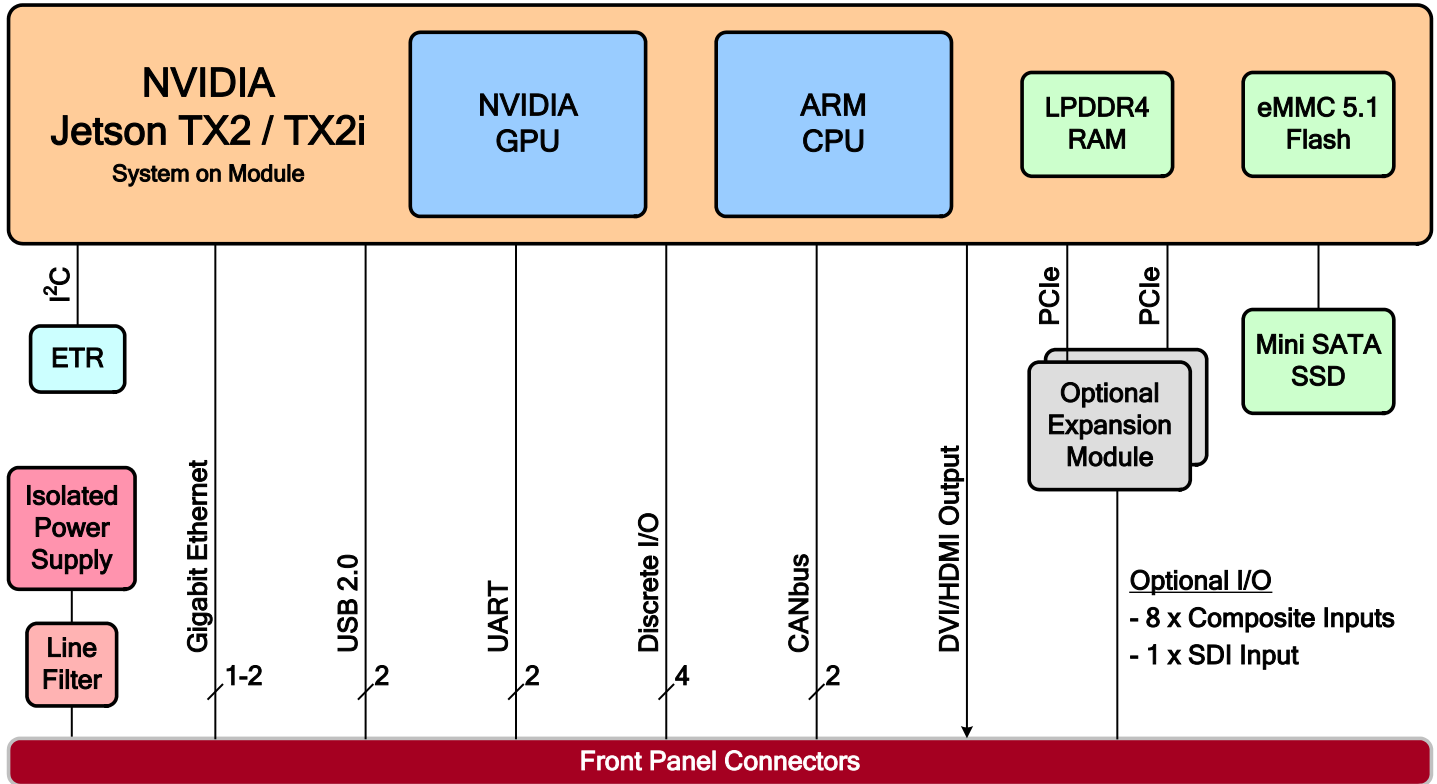 NVIDIA
Jetson TX2 / TX2i
System on Module
NVIDIA
GPU
ARM
CPU
LPDDR4
RAM
eMMC 5.1
Flash
I²C
PCIe
PCIe
ETR
Mini SATA
SSD
Optional
Expansion
Module
Isolated
Power
Supply
Line
Filter
Gigabit Ethernet
1-2
USB 2.0
2
UART
2
Discrete I/O
4
CANbus
2
DVI/HDMI Output
Optional I/O
- 8 x Composite Inputs
- 1 x SDI Input
Front Panel Connectors